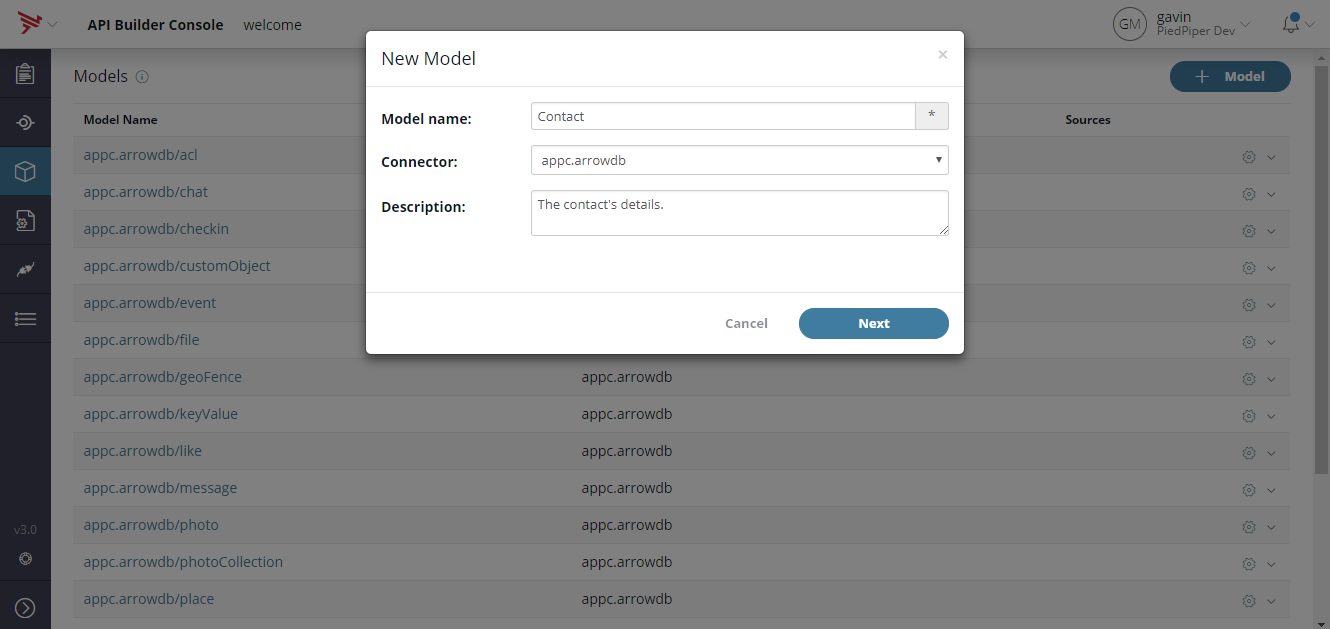 API Builder Console welcome
GM gavin
PiedPiper Dev
Models
+ Model
New Model ×
Model name: Contact *
Connector: appc.arrowdb
Description: The contact's details.
Cancel Next
Model Name Sources
appc.arrowdb/acl
appc.arrowdb/chat
appc.arrowdb/checkin
appc.arrowdb/customObject
appc.arrowdb/event
appc.arrowdb/file
appc.arrowdb/geoFence appc.arrowdb
appc.arrowdb/keyValue appc.arrowdb
appc.arrowdb/like appc.arrowdb
appc.arrowdb/message appc.arrowdb
appc.arrowdb/photo appc.arrowdb
appc.arrowdb/photoCollection appc.arrowdb
appc.arrowdb/place appc.arrowdb
v3.0